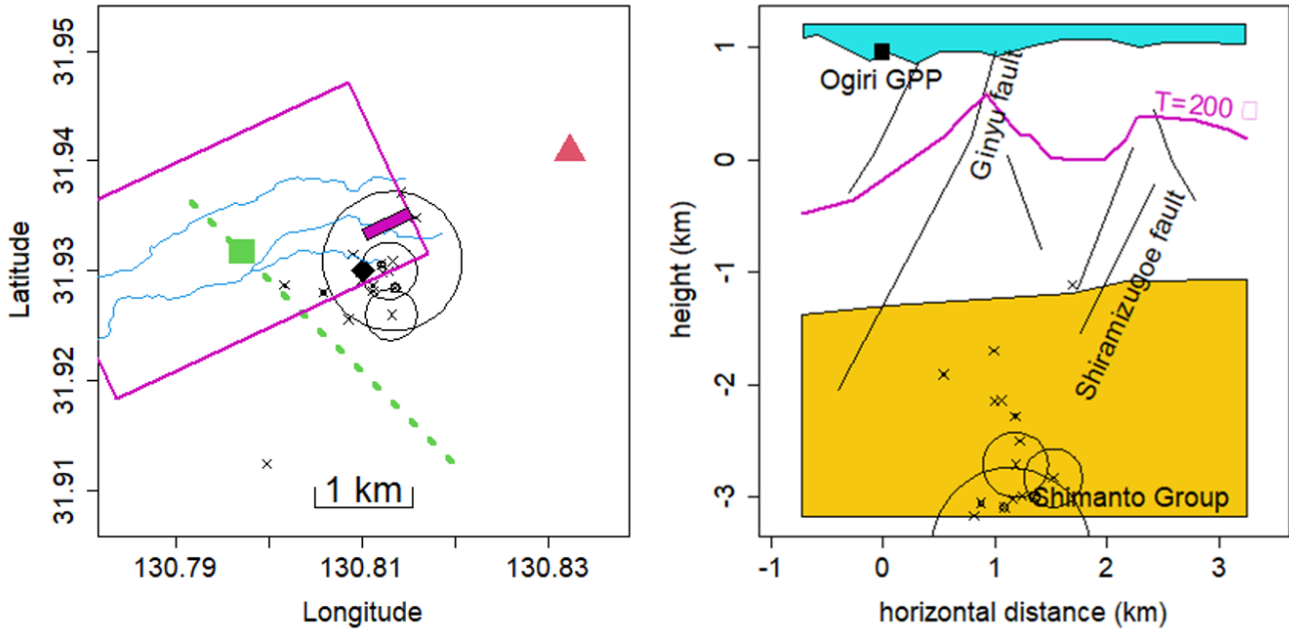 31.95
31.94
31.93
31.92
31.91
Latitude
1 km
130.79
130.81
130.83
Longitude
1
0
-1
-2
-3
height (km)
Ogiri GPP
Ginyu fault
T=200 □
Shiramizugoe fault
Shimanto Group
-1
0
1
2
3
horizontal distance (km)